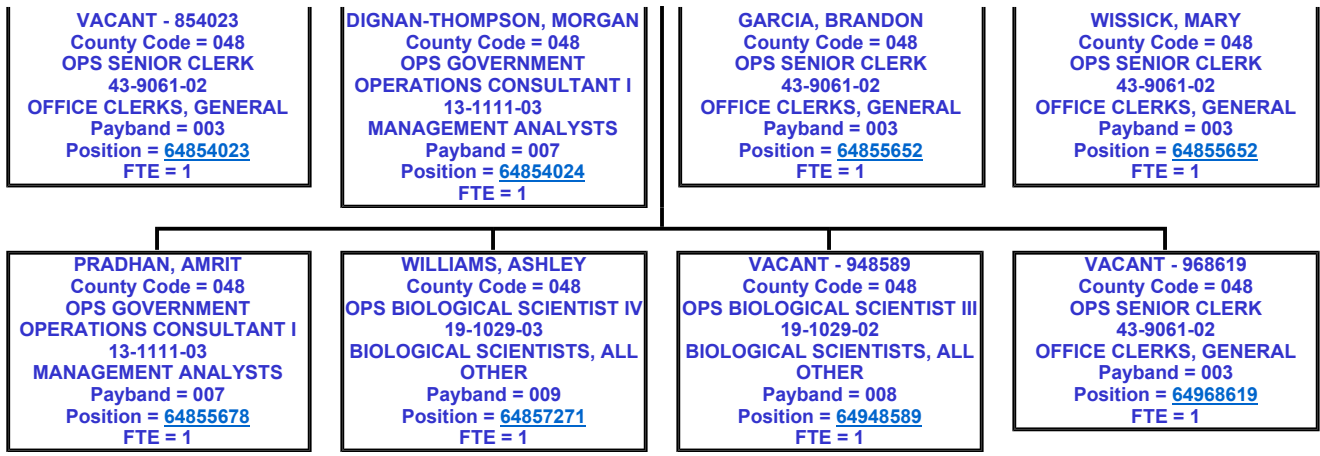 VACANT - 854023
County Code = 048
OPS SENIOR CLERK
43-9061-02
OFFICE CLERKS, GENERAL
Payband = 003
Position = 64854023
FTE = 1
DIGNAN-THOMPSON, MORGAN
County Code = 048
OPS GOVERNMENT
OPERATIONS CONSULTANT I
13-1111-03
MANAGEMENT ANALYSTS
Payband = 007
Position = 64854024
FTE = 1
GARCIA, BRANDON
County Code = 048
OPS SENIOR CLERK
43-9061-02
OFFICE CLERKS, GENERAL
Payband = 003
Position = 64855652
FTE = 1
WISSICK, MARY
County Code = 048
OPS SENIOR CLERK
43-9061-02
OFFICE CLERKS, GENERAL
Payband = 003
Position = 64855652
FTE = 1
PRADHAN, AMRIT
County Code = 048
OPS GOVERNMENT
OPERATIONS CONSULTANT I
13-1111-03
MANAGEMENT ANALYSTS
Payband = 007
Position = 64855678
FTE = 1
WILLIAMS, ASHLEY
County Code = 048
OPS BIOLOGICAL SCIENTIST IV
19-1029-03
BIOLOGICAL SCIENTISTS, ALL
OTHER
Payband = 009
Position = 64857271
FTE = 1
VACANT - 948589
County Code = 048
OPS BIOLOGICAL SCIENTIST III
19-1029-02
BIOLOGICAL SCIENTISTS, ALL
OTHER
Payband = 008
Position = 64948589
FTE = 1
VACANT - 968619
County Code = 048
OPS SENIOR CLERK
43-9061-02
OFFICE CLERKS, GENERAL
Payband = 003
Position = 64968619
FTE = 1